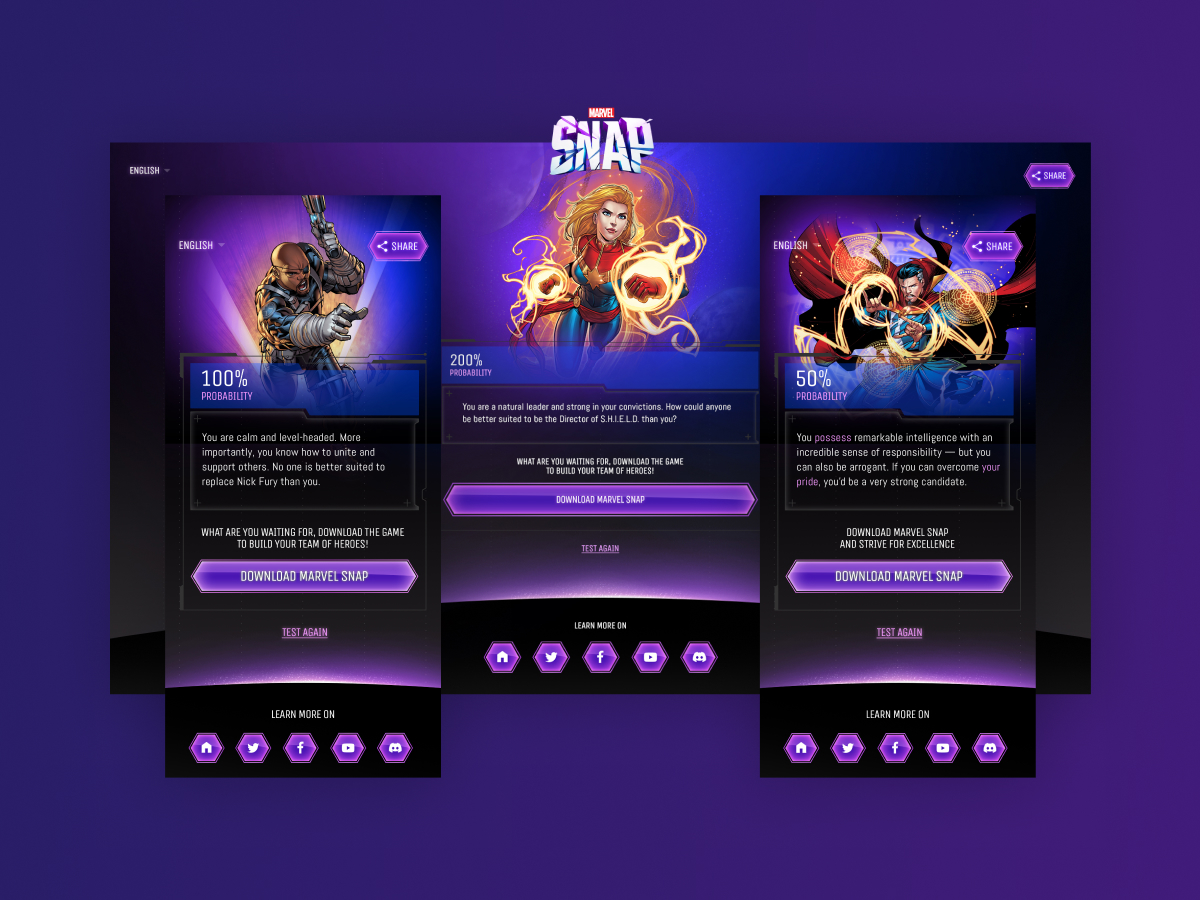 MARVEL
SNAP
ENGLISH
SHARE
ENGLISH
SHARE
100%
PROBABILITY
You are calm and level-headed. More
importantly, you know how to unite and
support others. No one is better suited to
replace Nick Fury than you.
WHAT ARE YOU WAITING FOR, DOWNLOAD THE GAME
TO BUILD YOUR TEAM OF HEROES!
DOWNLOAD MARVEL SNAP
TEST AGAIN
LEARN MORE ON
200%
PROBABILITY
You are a natural leader and strong in your convictions. How could anyone
be better suited to be the Director of S.H.I.E.L.D. than you?
WHAT ARE YOU WAITING FOR, DOWNLOAD THE GAME
TO BUILD YOUR TEAM OF HEROES!
DOWNLOAD MARVEL SNAP
TEST AGAIN
LEARN MORE ON
ENGLISH
SHARE
50%
PROBABILITY
You possess remarkable intelligence with an
incredible sense of responsibility — but you
can also be arrogant. If you can overcome your
pride, you'd be a very strong candidate.
DOWNLOAD MARVEL SNAP
AND STRIVE FOR EXCELLENCE
DOWNLOAD MARVEL SNAP
TEST AGAIN
LEARN MORE ON